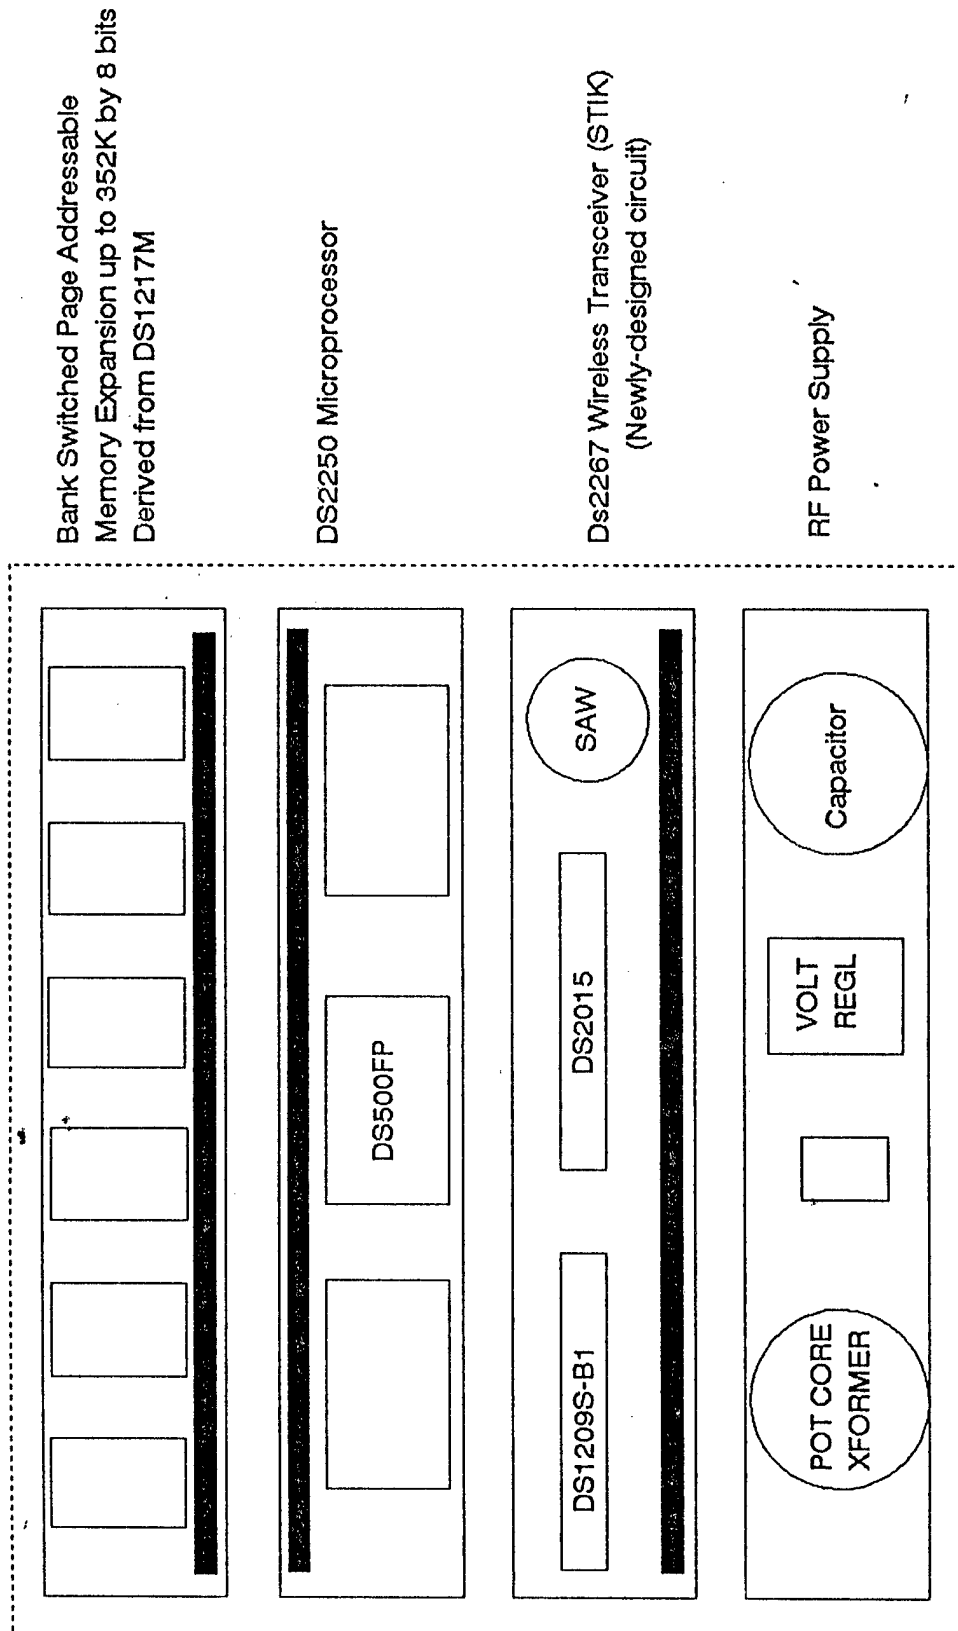 Bank Switched Page Addressable
Memory Expansion up to 352K by 8 bits
Derived from DS1217M
DS2250 Microprocessor
DS500FP
Ds2267 Wireless Transceiver (STIK)
(Newly-designed circuit)
DS1209S-B1
DS2015
SAW
RF Power Supply
POT CORE
XFORMER
VOLT
REGL
Capacitor